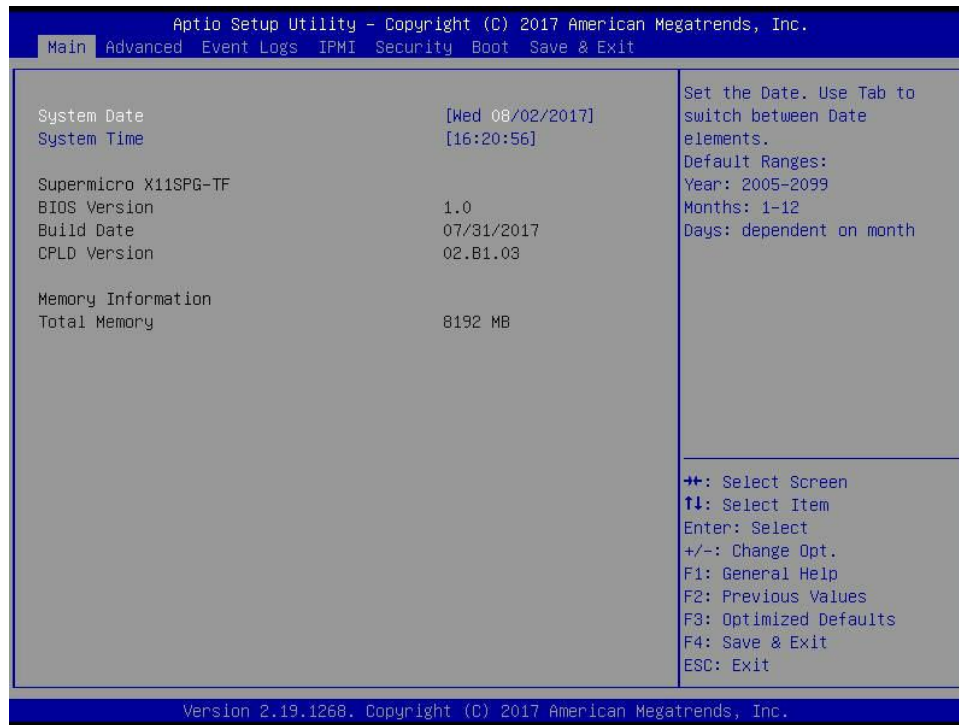 Aptio Setup Utility – Copyright (C) 2017 American Megatrends, Inc.
Main Advanced Event Logs IPMI Security Boot Save & Exit
System Date [Wed 08/02/2017]
System Time [16:20:56]
Supermicro X11SPG-TF
BIOS Version 1.0
Build Date 07/31/2017
CPLD Version 02.B1.03
Memory Information
Total Memory 8192 MB
Set the Date. Use Tab to
switch between Date
elements.
Default Ranges:
Year: 2005-2099
Months: 1-12
Days: dependent on month
→←: Select Screen
↑↓: Select Item
Enter: Select
+/-: Change Opt.
F1: General Help
F2: Previous Values
F3: Optimized Defaults
F4: Save & Exit
ESC: Exit
Version 2.19.1268. Copyright (C) 2017 American Megatrends, Inc.